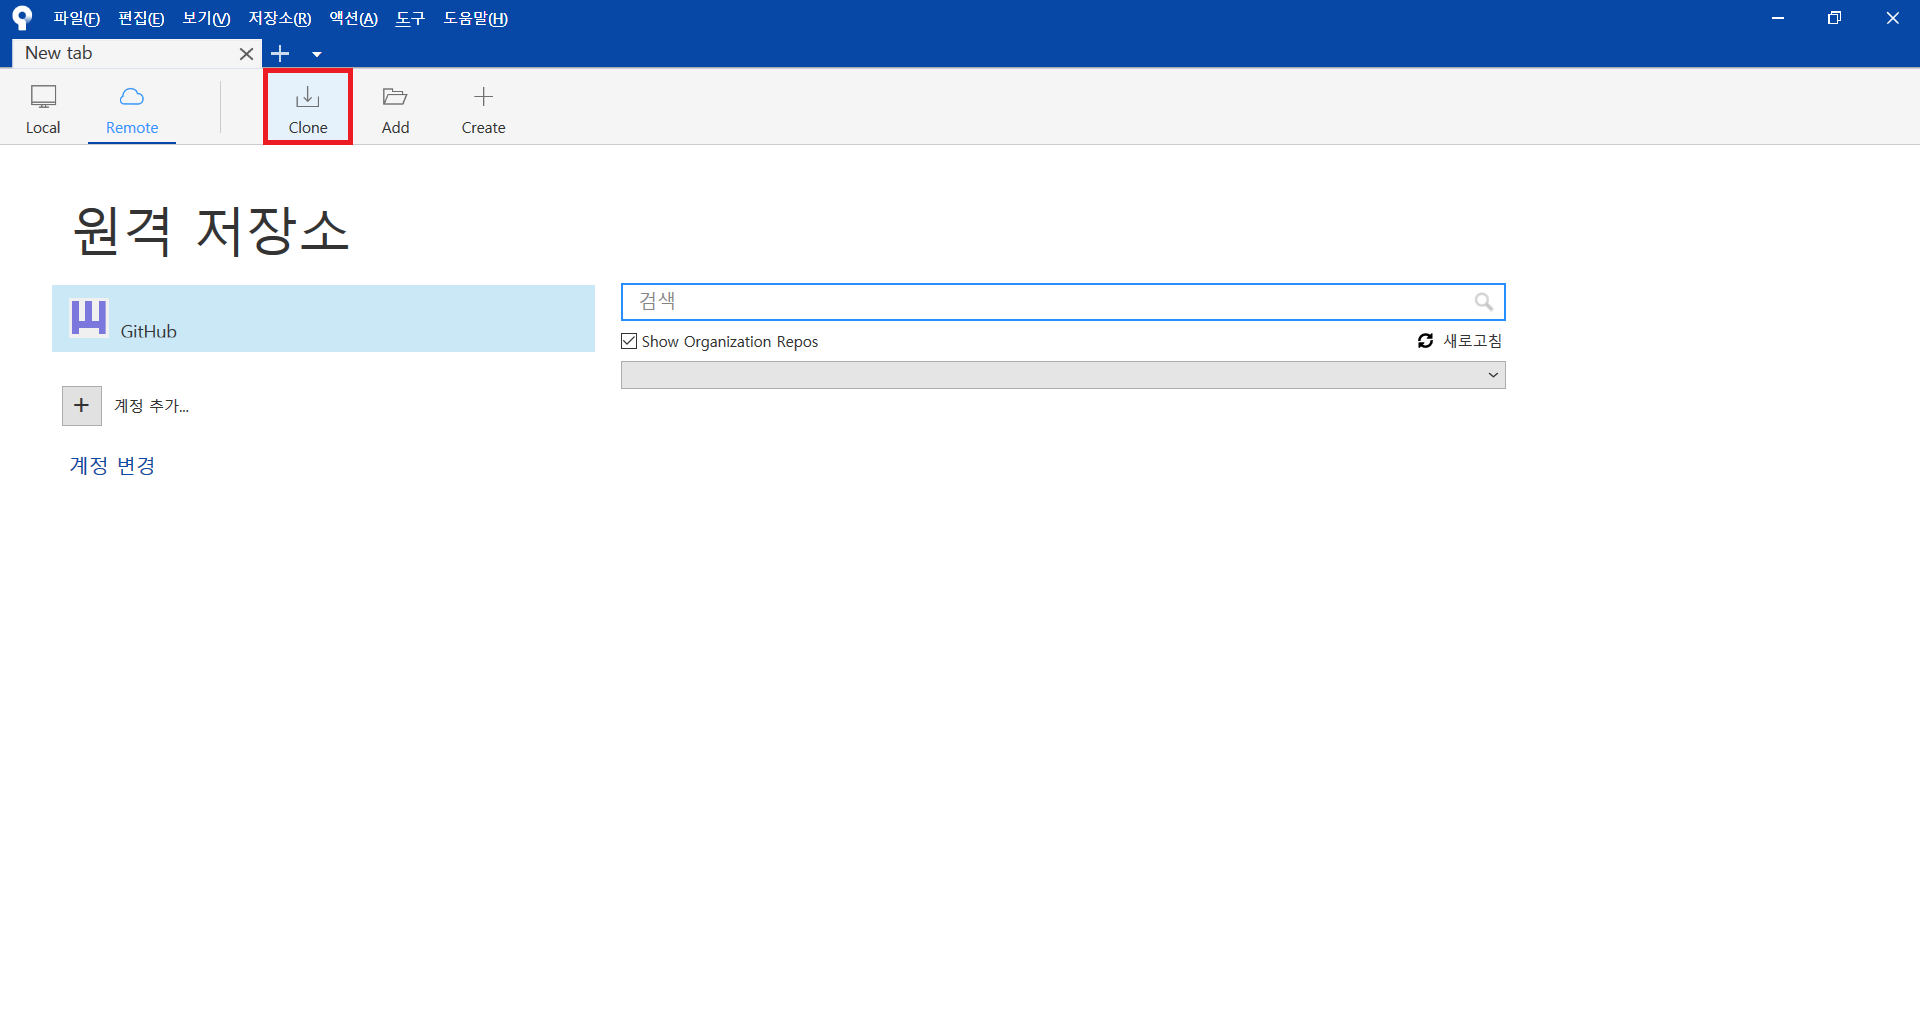 파일(F) 편집(E) 보기(V) 저장소(R) 액션(A) 도구 도움말(H)
New tab
Local Remote Clone Add Create
원격 저장소
GitHub
계정 추가...
계정 변경
검색
Show Organization Repos 새로고침